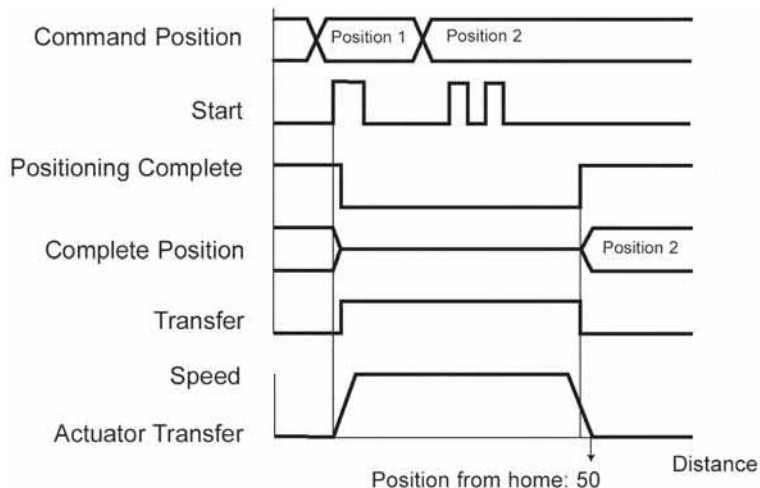 Command Position
Position 1
Position 2
Start
Positioning Complete
Complete Position
Position 2
Transfer
Speed
Actuator Transfer
Distance
Position from home: 50